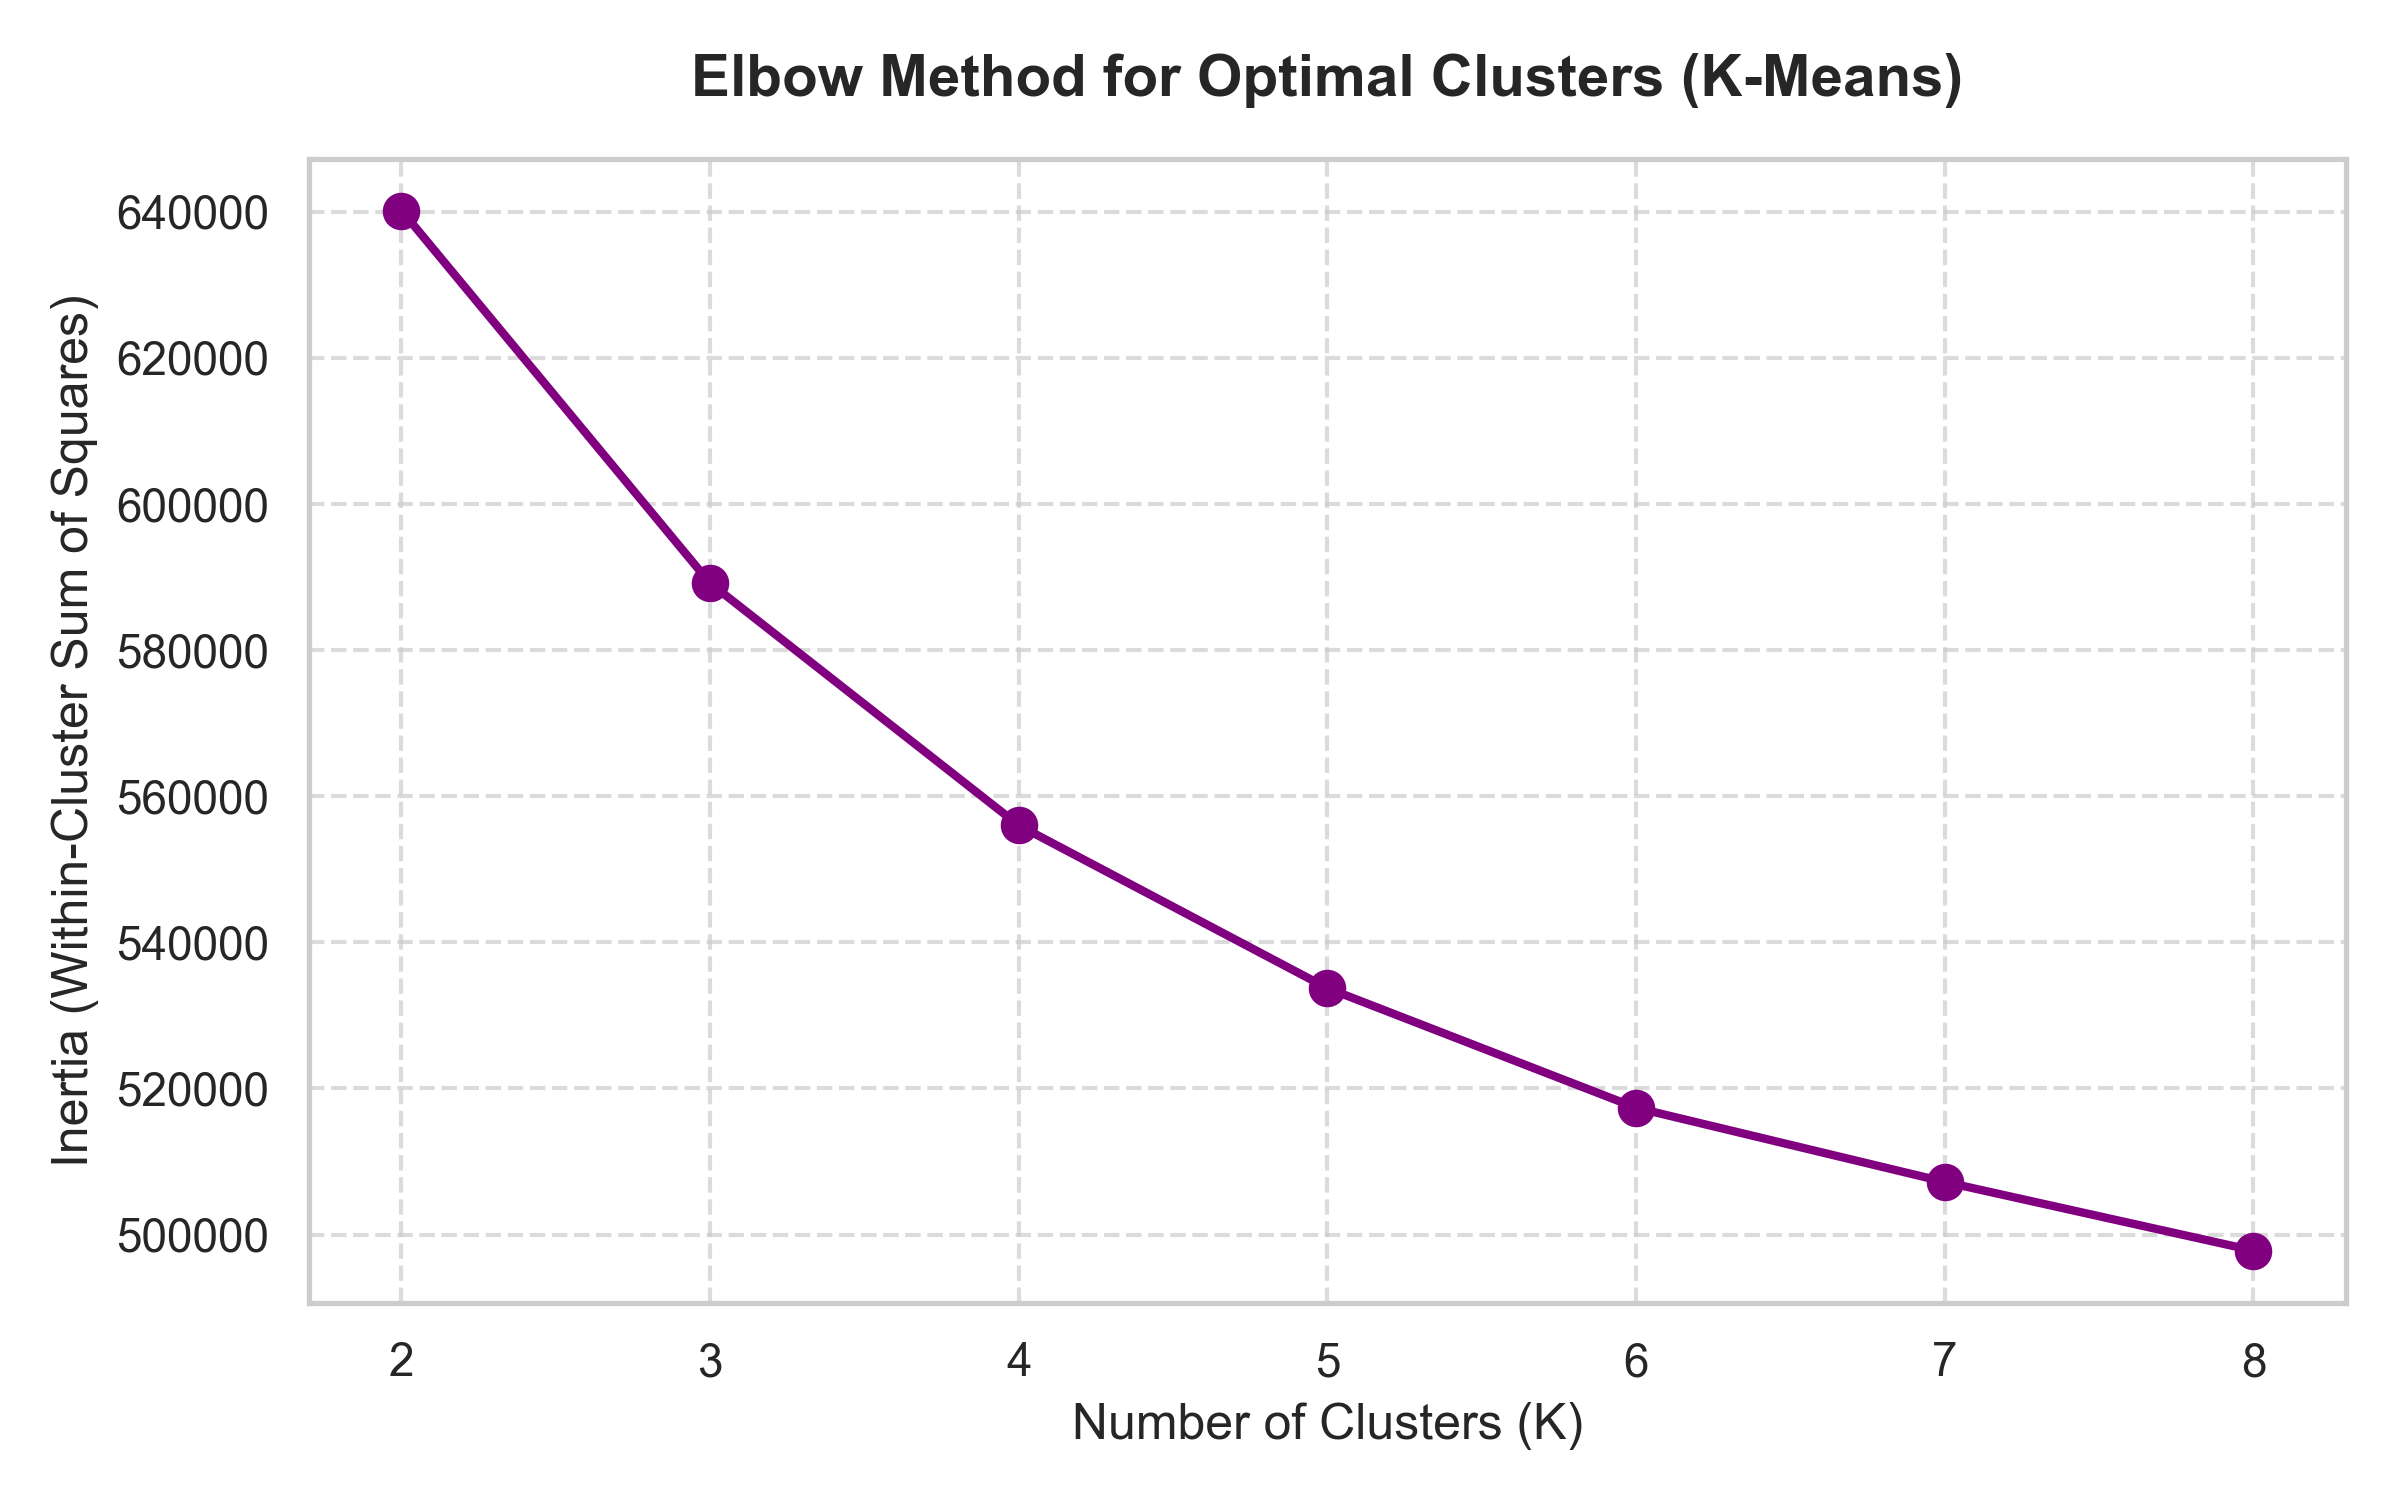 Elbow Method for Optimal Clusters (K-Means)
Inertia (Within-Cluster Sum of Squares)
640000
620000
600000
580000
560000
540000
520000
500000
2 3 4 5 6 7 8
Number of Clusters (K)